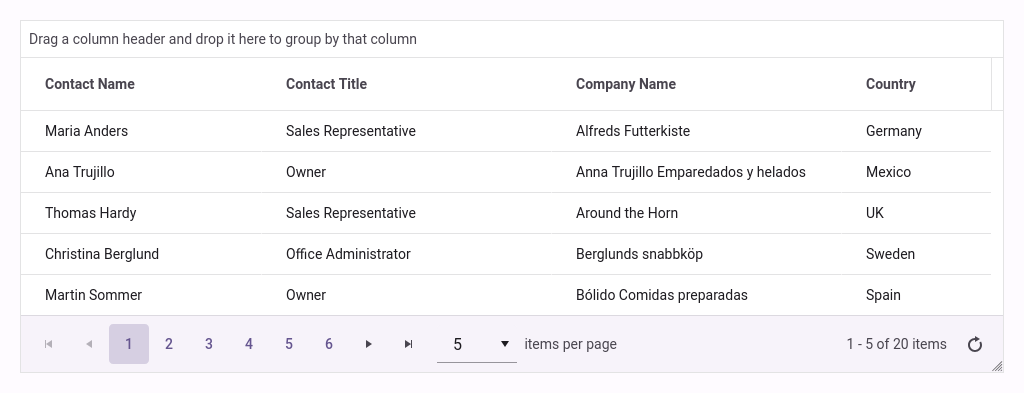 Drag a column header and drop it here to group by that column
Contact Name Contact Title Company Name Country
Maria Anders Sales Representative Alfreds Futterkiste Germany
Ana Trujillo Owner Anna Trujillo Emparedados y helados Mexico
Thomas Hardy Sales Representative Around the Horn UK
Christina Berglund Office Administrator Berglunds snabbköp Sweden
Martin Sommer Owner Bólido Comidas preparadas Spain
1 2 3 4 5 6 5 items per page 1 - 5 of 20 items